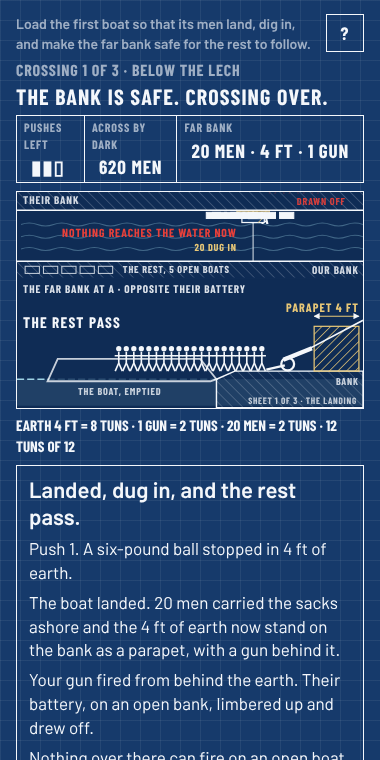 Load the first boat so that its men land, dig in,
and make the far bank safe for the rest to follow.
?
CROSSING 1 OF 3 · BELOW THE LECH
THE BANK IS SAFE. CROSSING OVER.
PUSHES
LEFT
ACROSS BY
DARK
620 MEN
FAR BANK
20 MEN · 4 FT · 1 GUN
THEIR BANK
DRAWN OFF
A
NOTHING REACHES THE WATER NOW
20 DUG IN
THE REST, 5 OPEN BOATS
OUR BANK
THE FAR BANK AT A · OPPOSITE THEIR BATTERY
PARAPET 4 FT
THE REST PASS
BANK
THE BOAT, EMPTIED
SHEET 1 OF 3 · THE LANDING
EARTH 4 FT = 8 TUNS · 1 GUN = 2 TUNS · 20 MEN = 2 TUNS · 12
TUNS OF 12
Landed, dug in, and the rest
pass.
Push 1. A six-pound ball stopped in 4 ft of
earth.
The boat landed. 20 men carried the sacks
ashore and the 4 ft of earth now stand on
the bank as a parapet, with a gun behind it.
Your gun fired from behind the earth. Their
battery, on an open bank, limbered up and
drew off.
Nothing over there can fire on an open boat